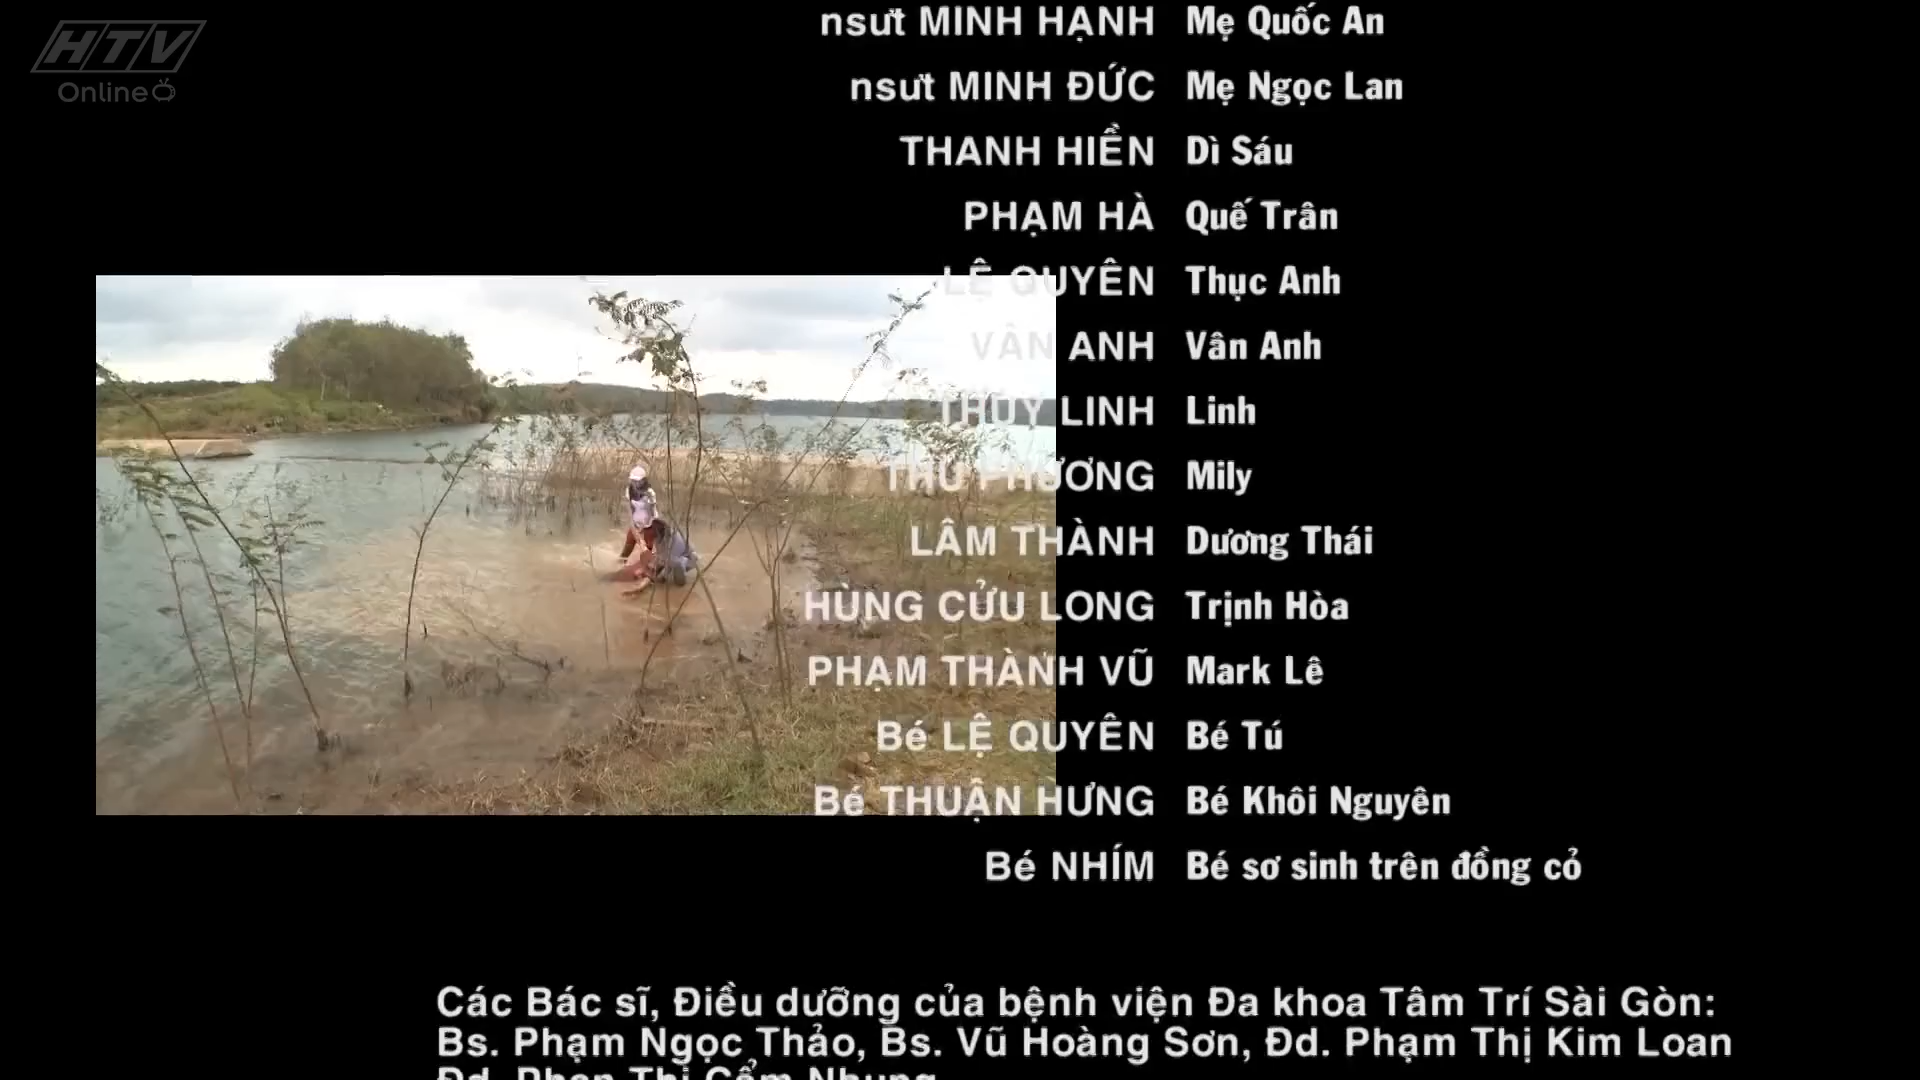 HTV
Online
nsưt MINH HẠNH Mẹ Quốc An
nsưt MINH ĐỨC Mẹ Ngọc Lan
THANH HIỀN Dì Sáu
PHẠM HÀ Quế Trân
LỆ QUYÊN Thục Anh
VÂN ANH Vân Anh
THÙY LINH Linh
THU PHƯƠNG Mily
LÂM THÀNH Dương Thái
HÙNG CỬU LONG Trịnh Hòa
PHẠM THÀNH VŨ Mark Lê
Bé LỆ QUYÊN Bé Tú
Bé THUẬN HƯNG Bé Khôi Nguyên
Bé NHÍM Bé sơ sinh trên đồng cỏ
Các Bác sĩ, Điều dưỡng của bệnh viện Đa khoa Tâm Trí Sài Gòn:
Bs. Phạm Ngọc Thảo, Bs. Vũ Hoàng Sơn, Đd. Phạm Thị Kim Loan
Đd. Phan Thị Cẩm Nhung